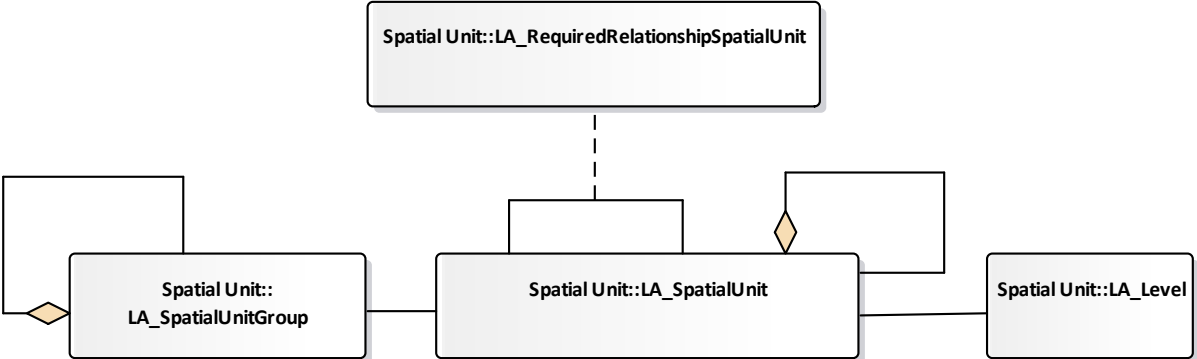 Spatial Unit::LA_RequiredRelationshipSpatialUnit
Spatial Unit::
LA_SpatialUnitGroup
Spatial Unit::LA_SpatialUnit
Spatial Unit::LA_Level